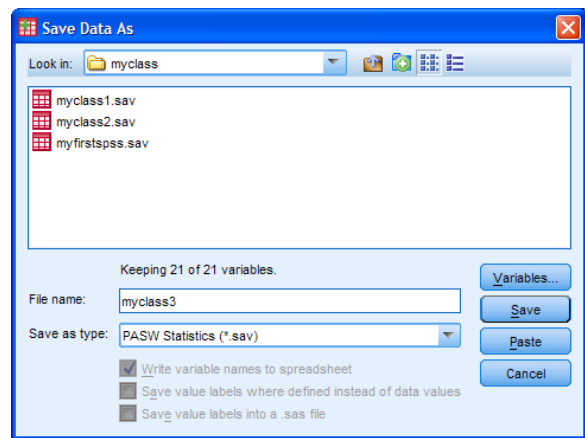 Save Data As
Look in: myclass
myclass1.sav
myclass2.sav
myfirstspss.sav
Keeping 21 of 21 variables.
Variables...
File name: myclass3
Save
Save as type: PASW Statistics (*.sav)
Paste
Write variable names to spreadsheet
Cancel
Save value labels where defined instead of data values
Save value labels into a .sas file